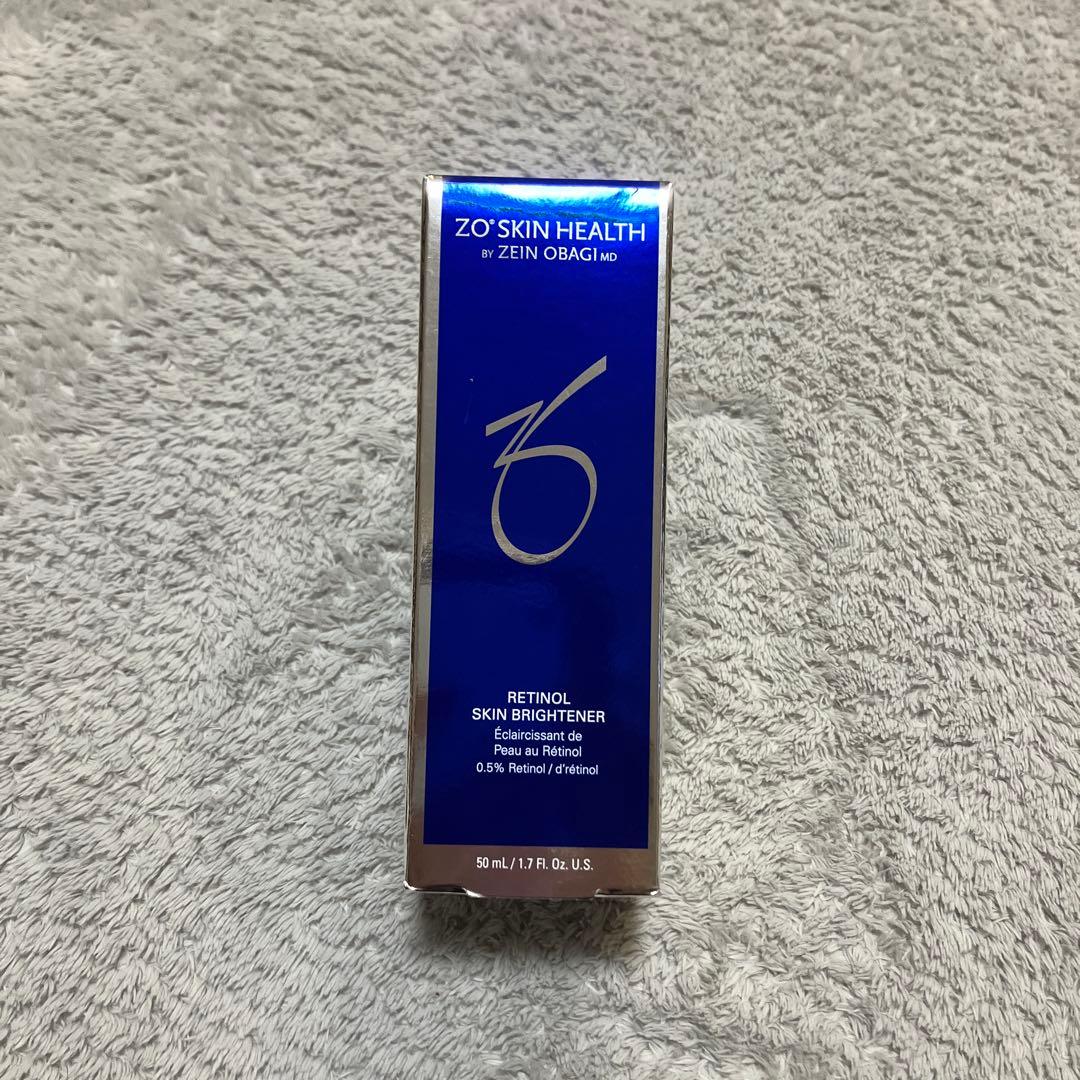 ZO® SKIN HEALTH
BY ZEIN OBAGI MD
RETINOL
SKIN BRIGHTENER
Éclaircissant de
Peau au Rétinol
0.5% Retinol / d'rétinol
50 mL / 1.7 Fl. Oz. U.S.